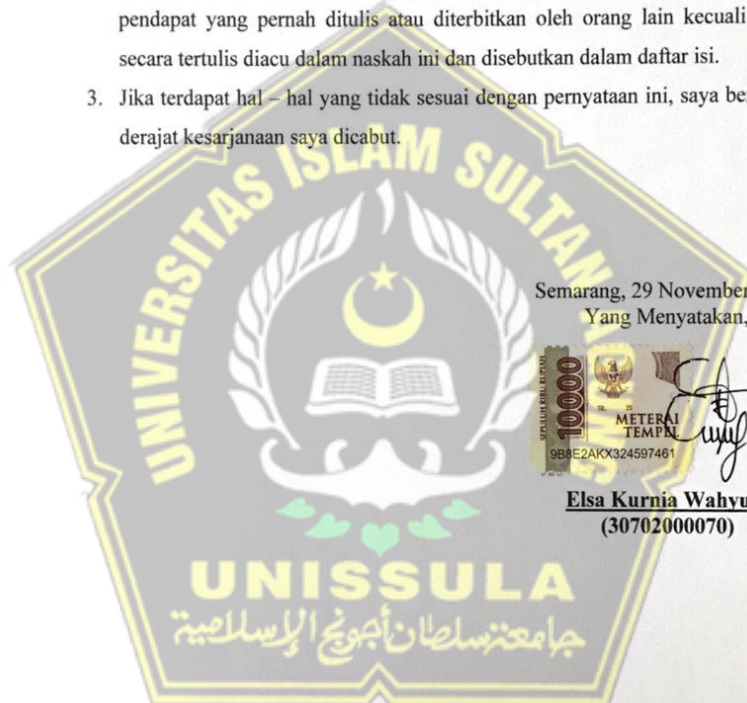 pendapat yang pernah ditulis atau diterbitkan oleh orang lain kecuali
secara tertulis diacu dalam naskah ini dan disebutkan dalam daftar isi.
3. Jika terdapat hal – hal yang tidak sesuai dengan pernyataan ini, saya
derajat kesarjanaan saya dicabut.
UNIVERSITAS ISLAM SULTAN AGUNG
Semarang, 29 November
Yang Menyatakan,
SEPULUH RIBU RUPIAH
10000
TGL. 20
METERAI
TEMPEL
9B8E2AKX324597461
Elsa Kurnia
(30702000070)
UNISSULA
جامعة سلطان أجونج الإسلامية